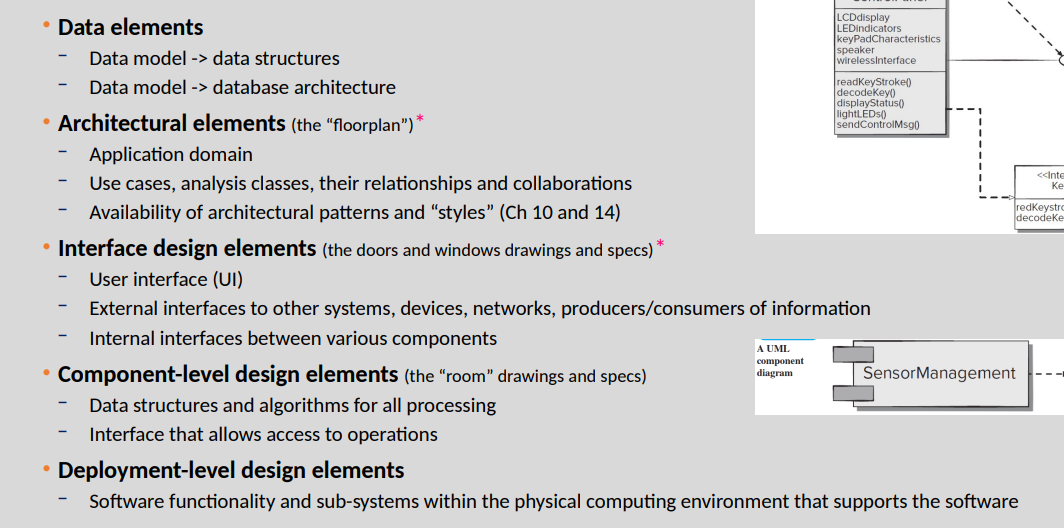 • Data elements
– Data model -> data structures
– Data model -> database architecture
• Architectural elements (the “floorplan”)*
– Application domain
– Use cases, analysis classes, their relationships and collaborations
– Availability of architectural patterns and “styles” (Ch 10 and 14)
• Interface design elements (the doors and windows drawings and specs)*
– User interface (UI)
– External interfaces to other systems, devices, networks, producers/consumers of information
– Internal interfaces between various components
• Component-level design elements (the “room” drawings and specs)
– Data structures and algorithms for all processing
– Interface that allows access to operations
• Deployment-level design elements
– Software functionality and sub-systems within the physical computing environment that supports the software
LCDdisplay
LEDindicators
keyPadCharacteristics
speaker
wirelessInterface
readKeyStroke()
decodeKey()
displayStatus()
lightLEDs()
sendControlMsg()
<<Inte
Ke
redKeystro
decodeKe
A UML
component
diagram
SensorManagement